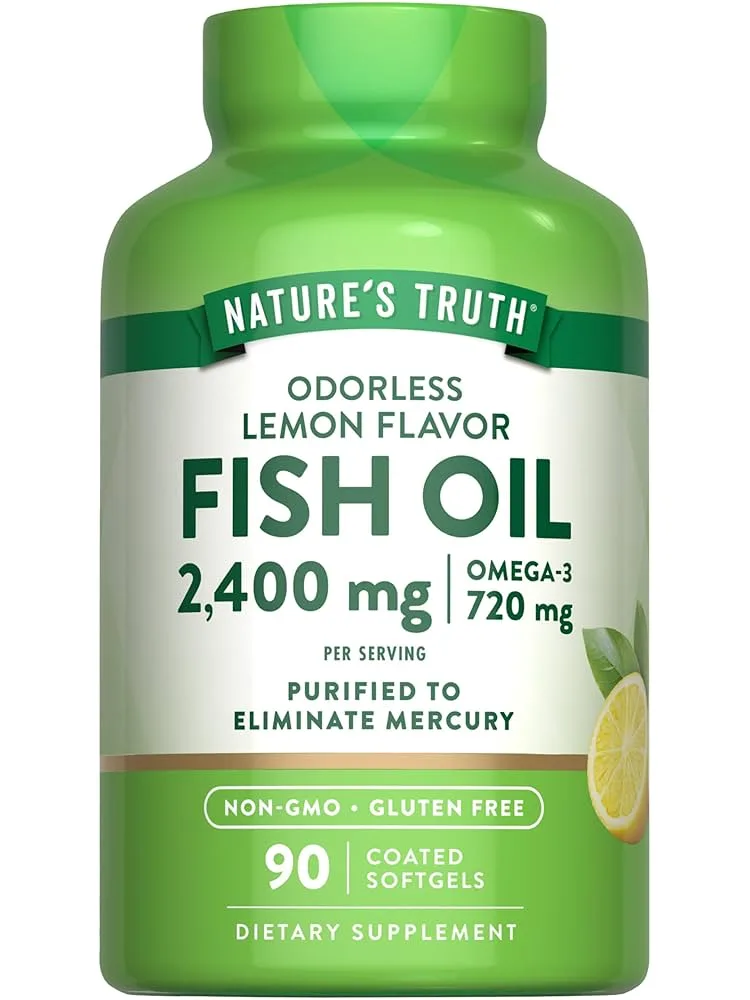 NATURE'S TRUTH®
ODORLESS
LEMON FLAVOR
FISH OIL
2,400 mg
OMEGA-3
720 mg
PER SERVING
PURIFIED TO
ELIMINATE MERCURY
NON-GMO • GLUTEN FREE
90
COATED
SOFTGELS
DIETARY SUPPLEMENT